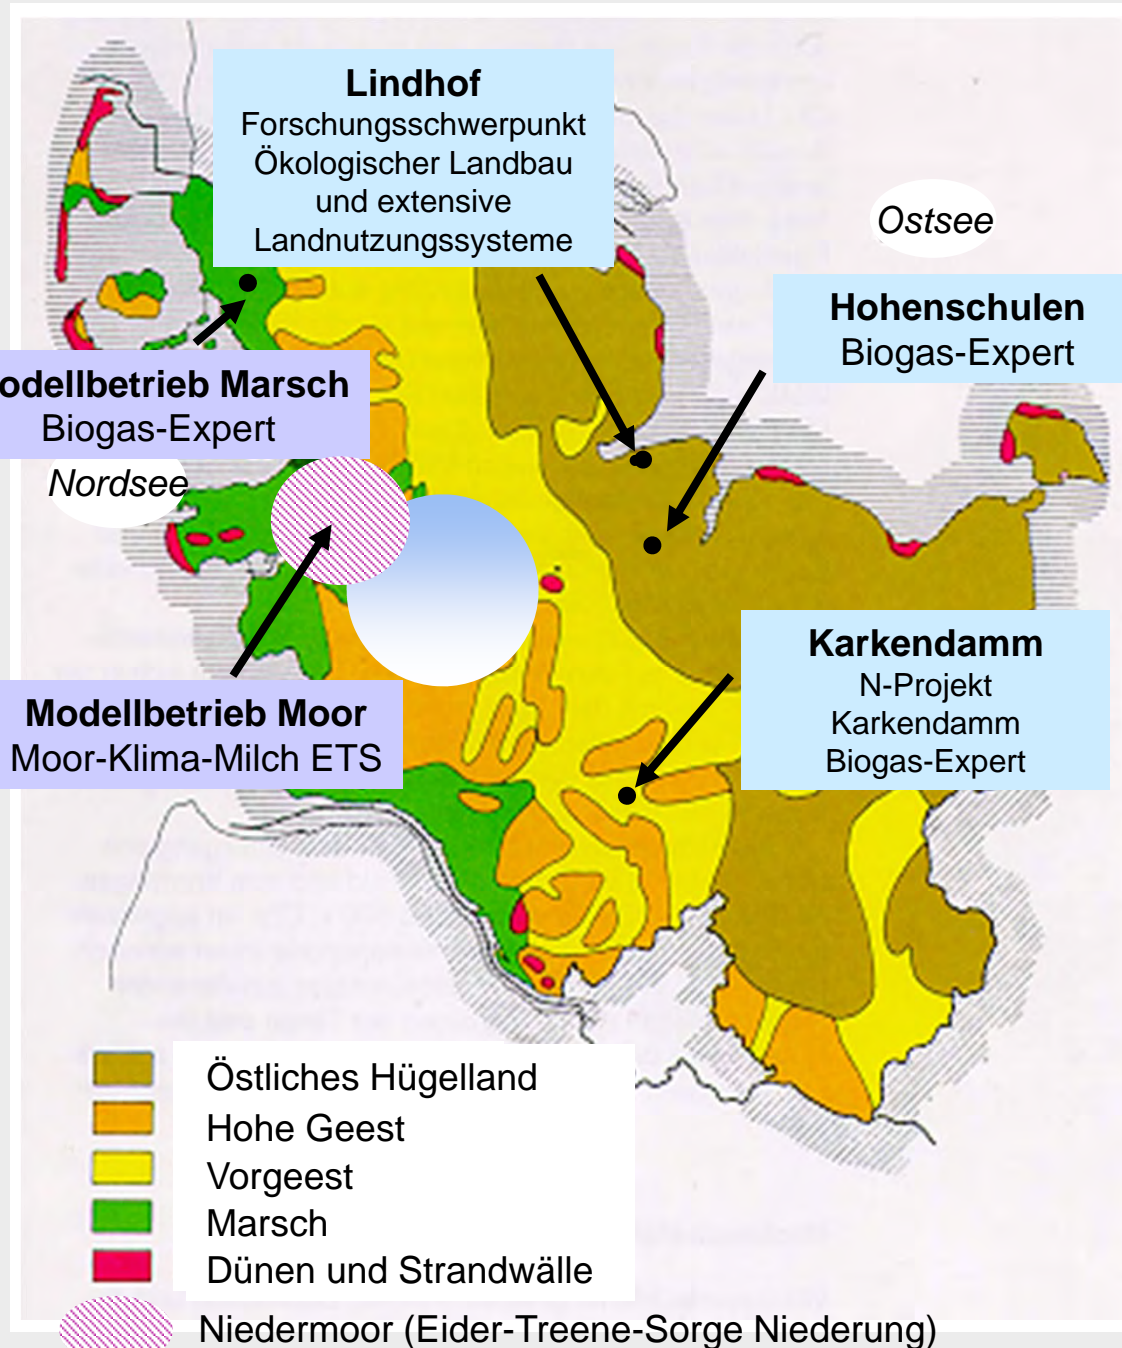 Lindhof
Forschungsschwerpunkt
Ökologischer Landbau
und extensive
Landnutzungssysteme
Ostsee
Hohenschulen
Biogas-Expert
odellbetrieb Marsch
Biogas-Expert
Nordsee
Karkendamm
N-Projekt
Karkendamm
Biogas-Expert
Modellbetrieb Moor
Moor-Klima-Milch ETS
Östliches Hügelland
Hohe Geest
Vorgeest
Marsch
Dünen und Strandwälle
Niedermoor (Eider-Treene-Sorge Niederung)